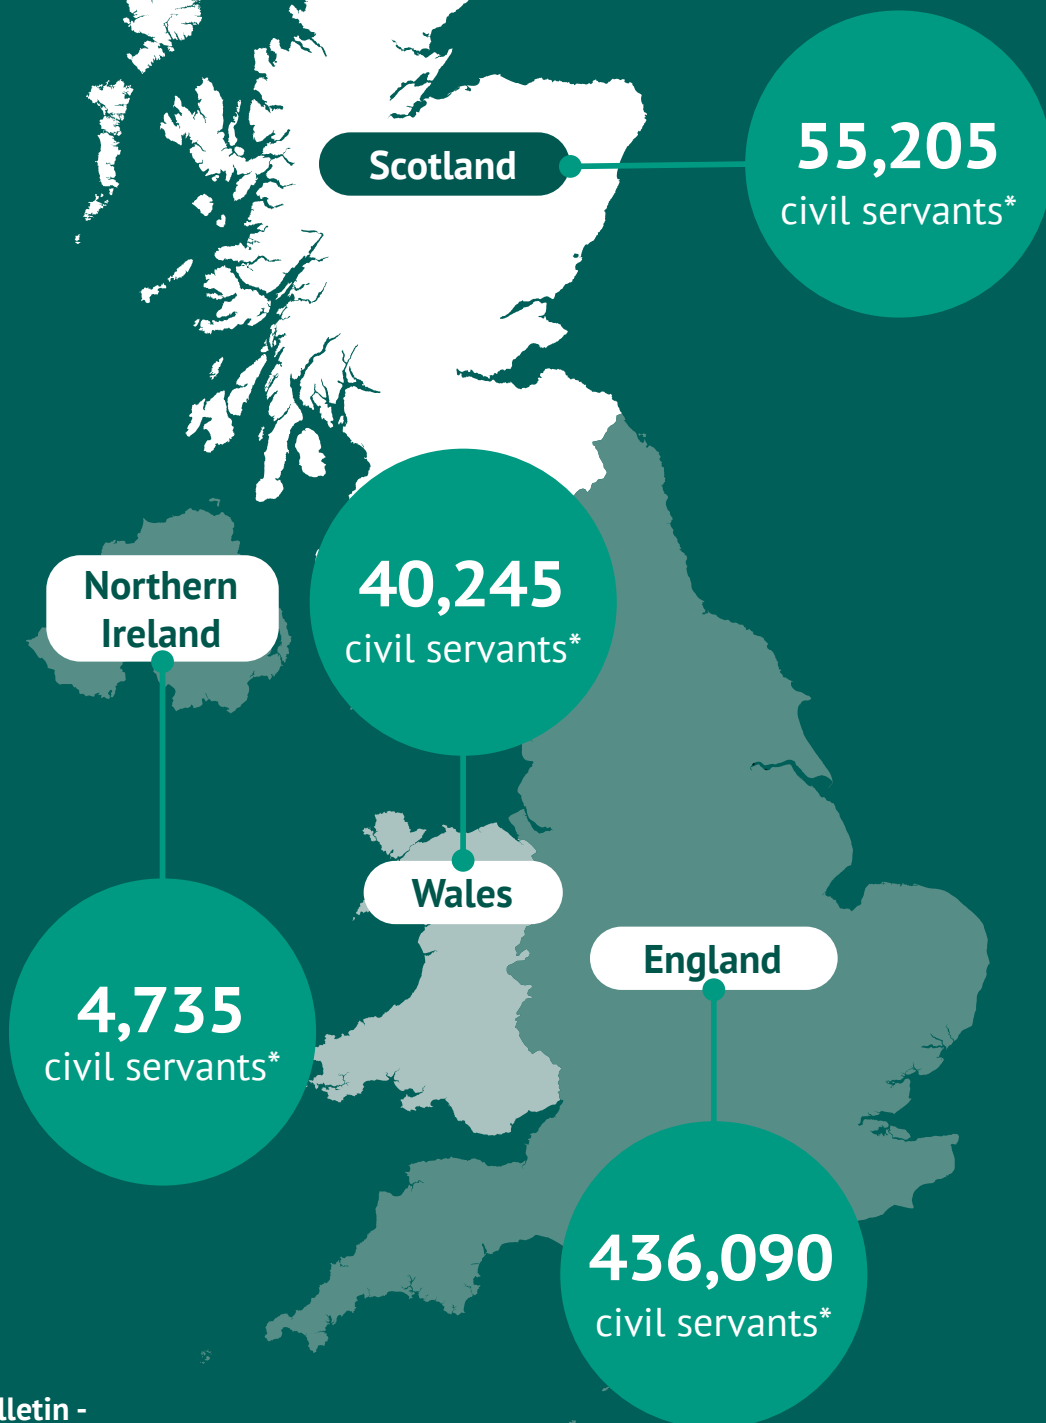 Scotland
55,205
civil servants*
Northern
Ireland
40,245
civil servants*
Wales
England
4,735
civil servants*
436,090
civil servants*
lletin -